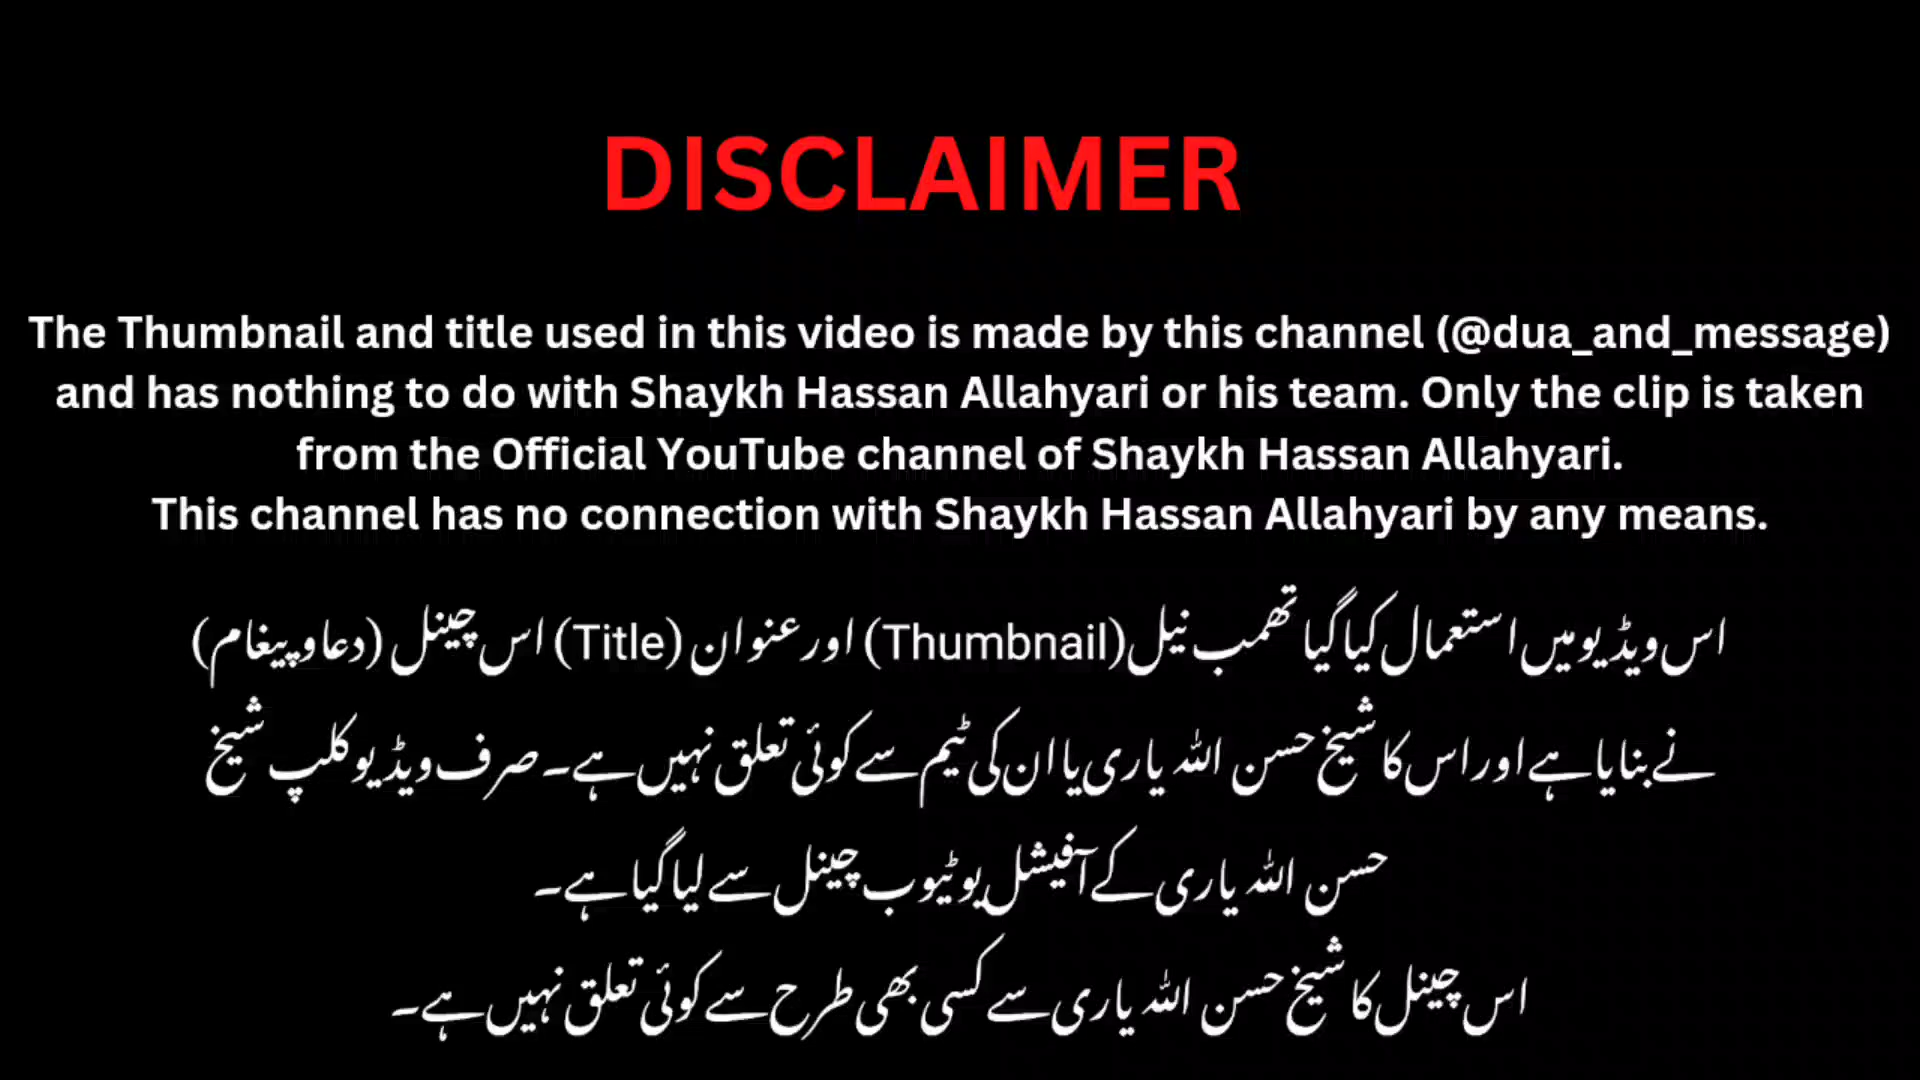 DISCLAIMER
The Thumbnail and title used in this video is made by this channel (@dua_and_message)
and has nothing to do with Shaykh Hassan Allahyari or his team. Only the clip is taken
from the Official YouTube channel of Shaykh Hassan Allahyari.
This channel has no connection with Shaykh Hassan Allahyari by any means.
اس ویڈیو میں استعمال کیا گیا تھمب نیل (Thumbnail) اور عنوان (Title) اس چینل (دعا و پیغام)
نے بنایا ہے اور اس کا شیخ حسن اللہ یاری یا ان کی ٹیم سے کوئی تعلق نہیں ہے۔ صرف ویڈیو کلپ شیخ
حسن اللہ یاری کے آفیشل یوٹیوب چینل سے لیا گیا ہے۔
اس چینل کا شیخ حسن اللہ یاری سے کسی بھی طرح سے کوئی تعلق نہیں ہے۔